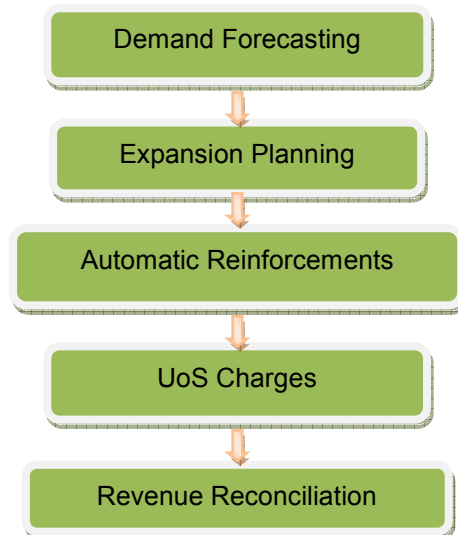 Demand Forecasting
Expansion Planning
Automatic Reinforcements
UoS Charges
Revenue Reconciliation